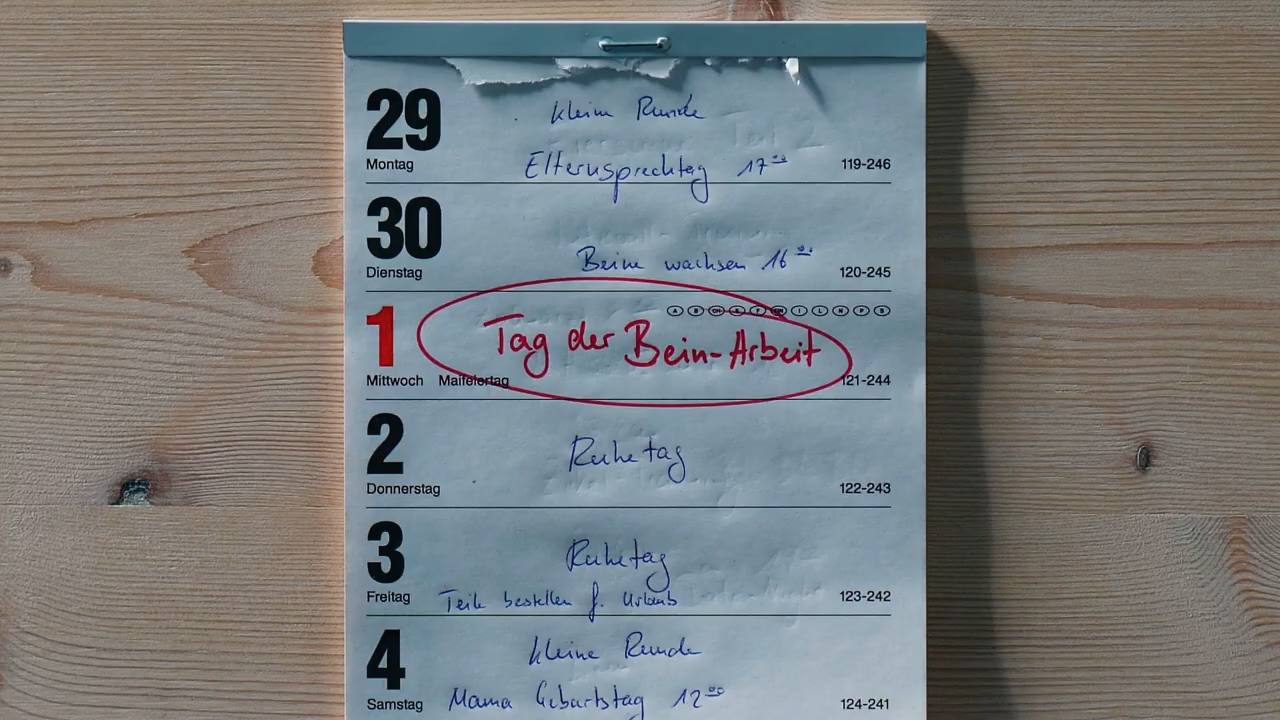 29
kleine Runde
Elternsprechtag 17⁰⁰
Montag
119-246
30
Beine wachsen 16⁰⁰
Dienstag
120-245
1
Tag der Bein-Arbeit
Mittwoch Maifeiertag
121-244
2
Ruhetag
Donnerstag
122-243
3
Ruhetag
Freitag
Teile bestellen f. Urlaub
123-242
4
kleine Runde
Samstag
Mama Geburtstag 12⁰⁰
124-241